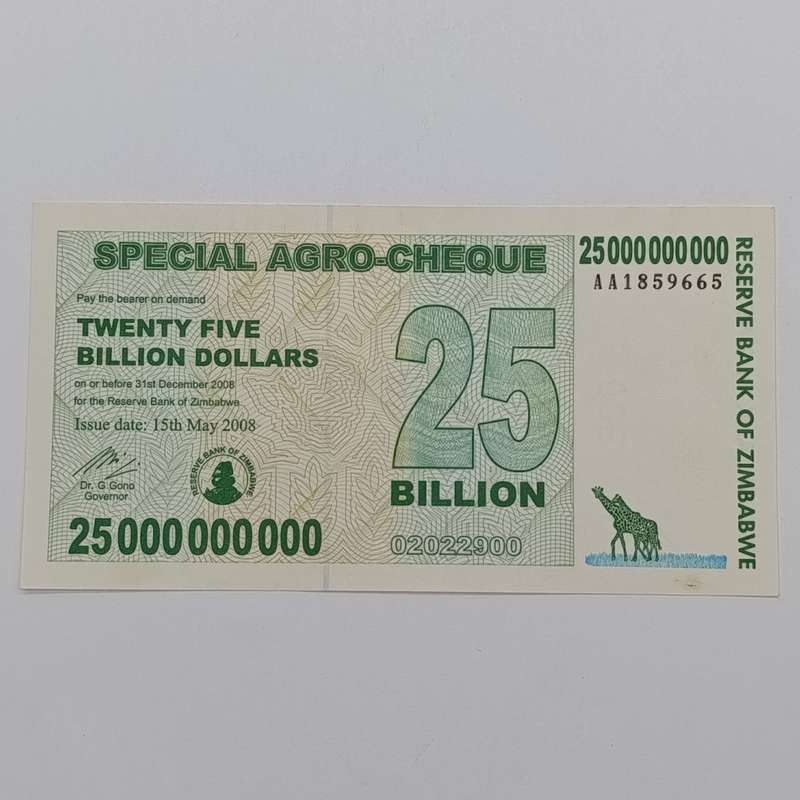 SPECIAL AGRO-CHEQUE
25000000000
AA1859665
Pay the bearer on demand
TWENTY FIVE
BILLION DOLLARS
on or before 31st December 2008
for the Reserve Bank of Zimbabwe
Issue date: 15th May 2008
Dr. G Gono
Governor
RESERVE BANK OF ZIMBABWE
25000000000
25
BILLION
02022900
RESERVE BANK OF ZIMBABWE